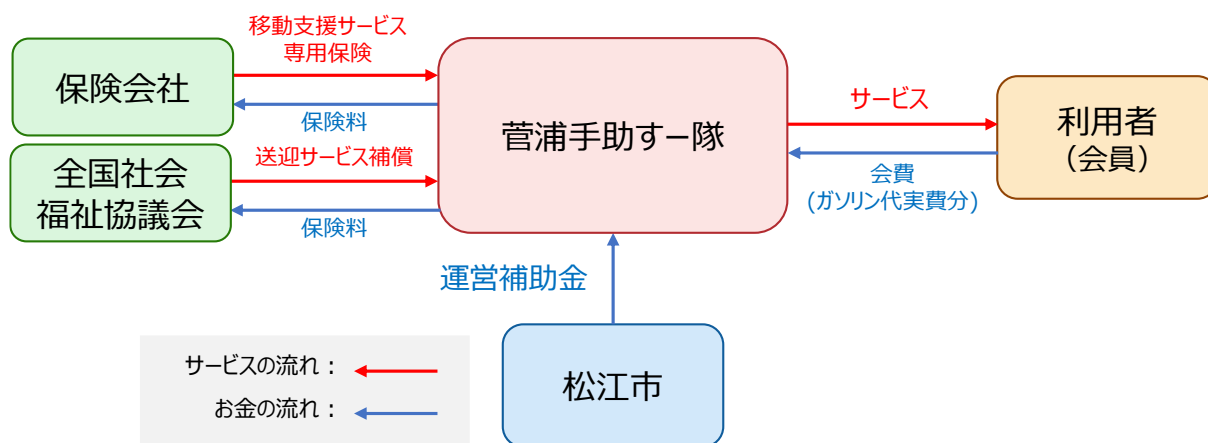 移動支援サービス
専用保険
保険会社
保険料
送迎サービス補償
全国社会
福祉協議会
保険料
菅浦手助すー隊
サービス
会費
(ガソリン代実費分)
利用者
（会員）
運営補助金
松江市
サービスの流れ：
お金の流れ：